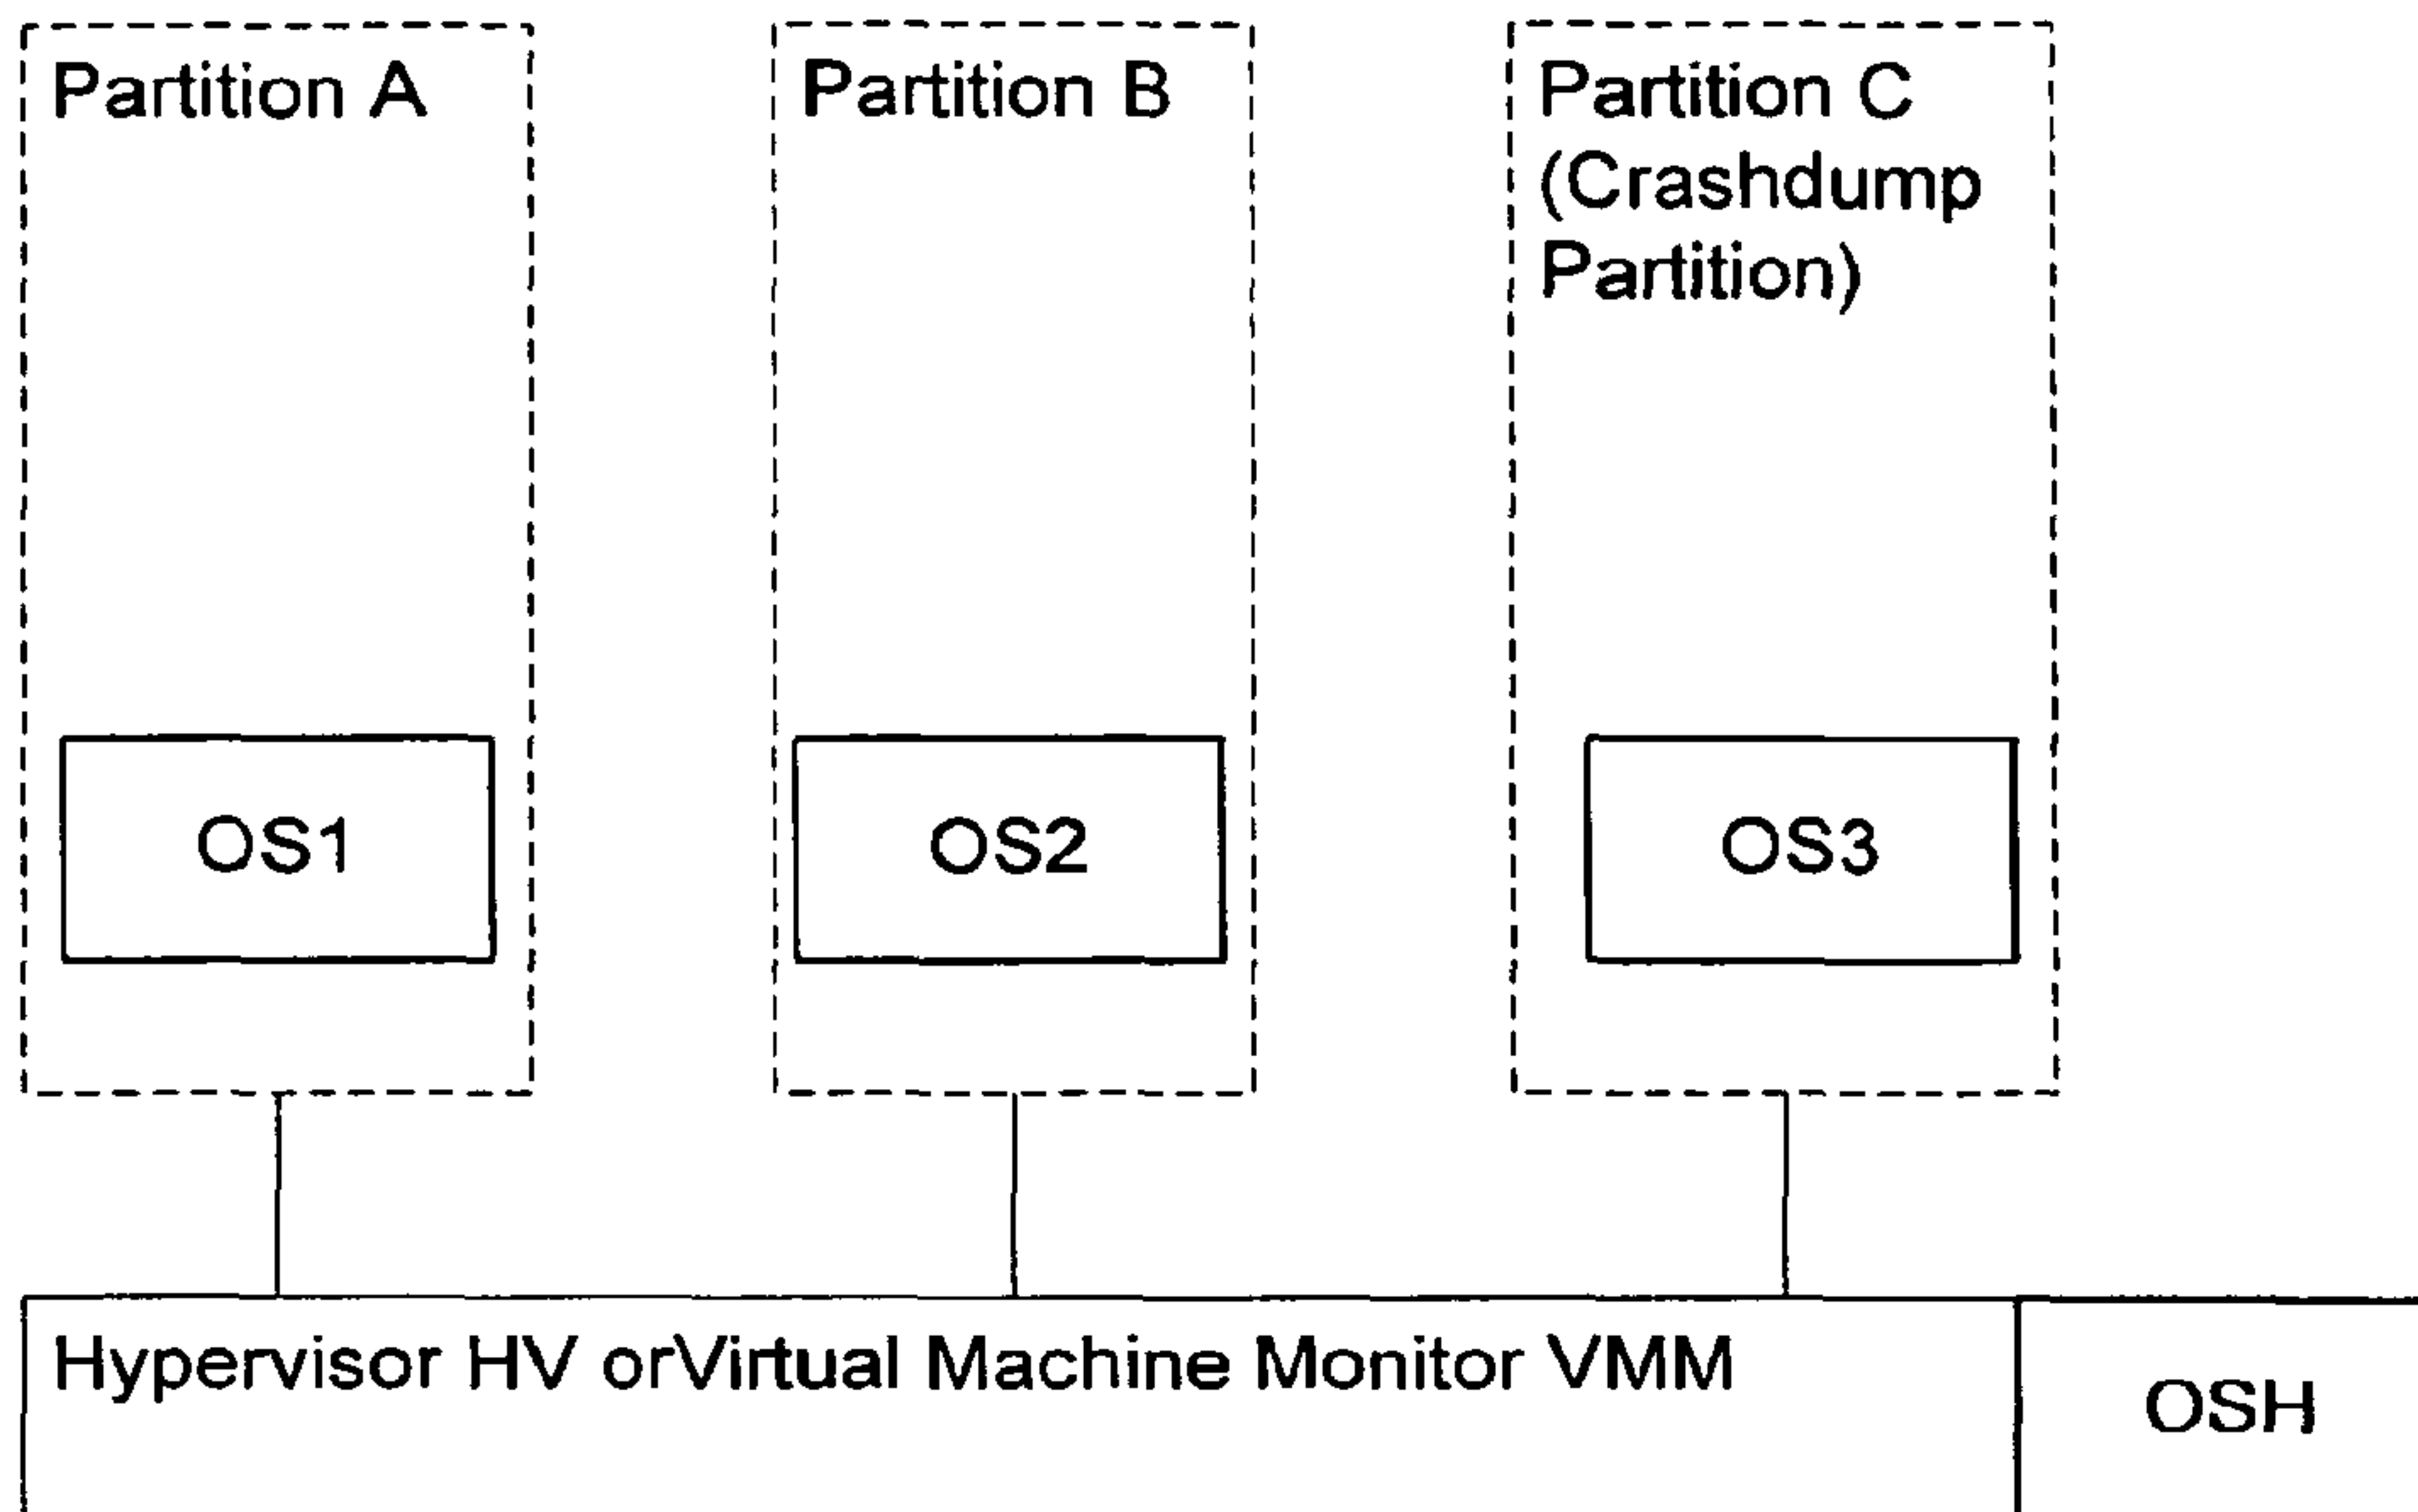 Partition A
Partition B
Partition C
(Crashdump
Partition)
OS1
OS2
OS3
Hypervisor HV orVirtual Machine Monitor VMM
OSH